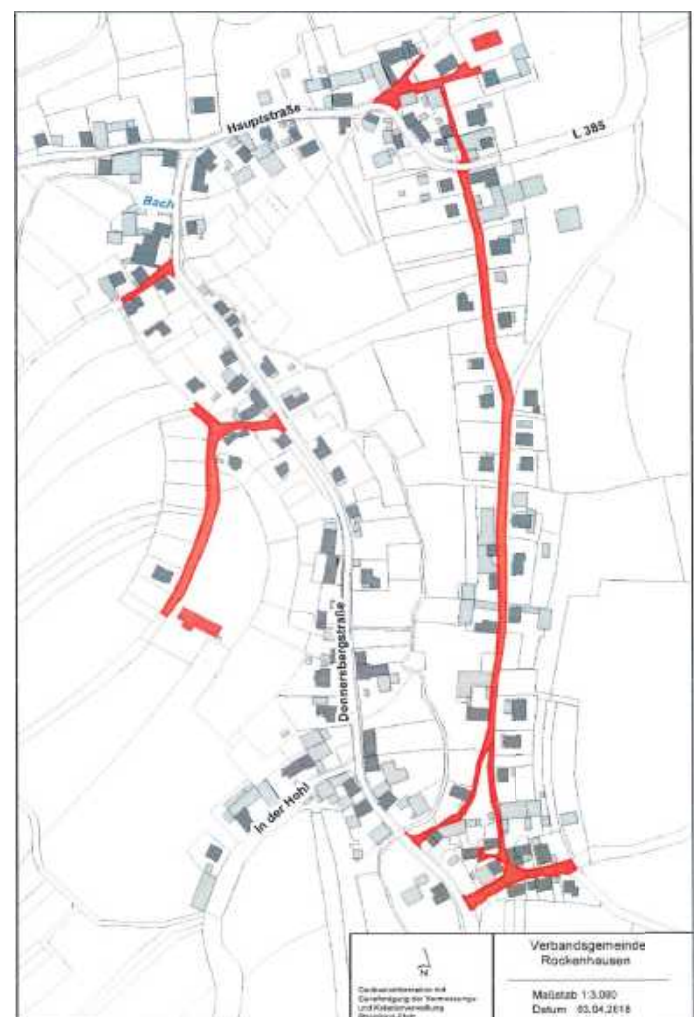 Hauptstraße
L 385
Bach
Donnersbergstraße
In der Hohl
N
Verbandsgemeinde
Rockenhausen
Maßstab 1:3.000
Datum 03.04.2018